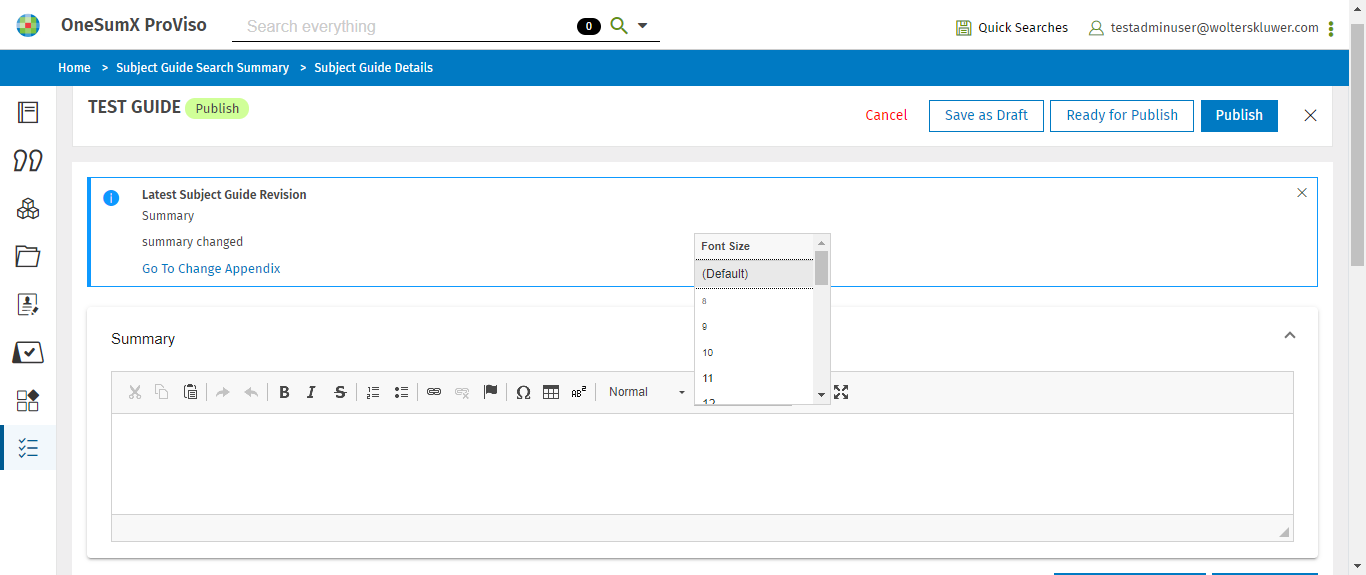 OneSumX ProViso
Search everything
0
Quick Searches
testadminuser@wolterskluwer.com
Home > Subject Guide Search Summary > Subject Guide Details
TEST GUIDE Publish
Cancel
Save as Draft
Ready for Publish
Publish
Latest Subject Guide Revision
Summary
summary changed
Go To Change Appendix
Font Size
(Default)
8
9
10
11
12
Summary
Normal